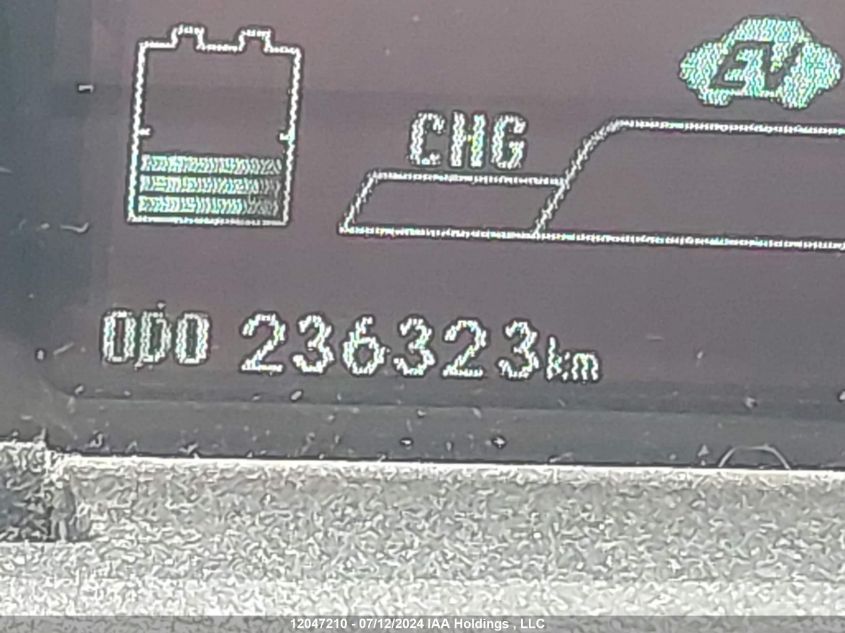 EV
CHG
ODO 236323km
12047210 - 07/12/2024 IAA Holdings , LLC